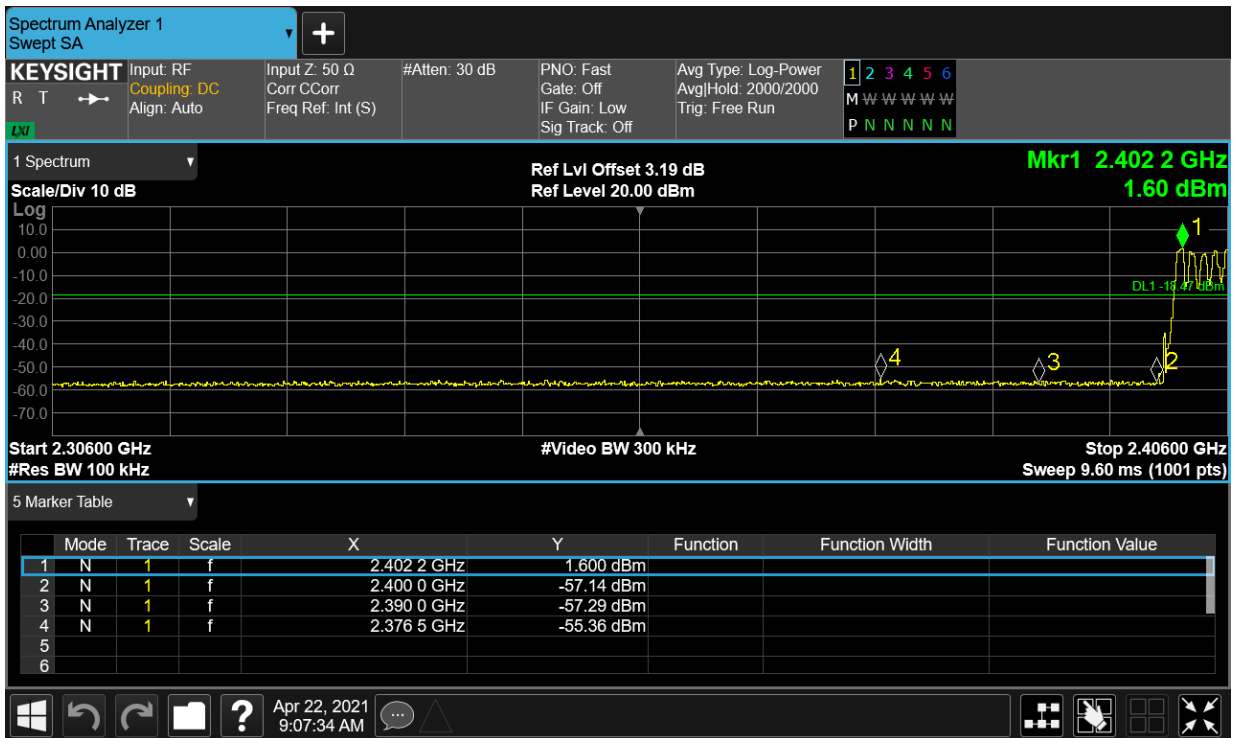 Spectrum Analyzer 1
Swept SA
KEYSIGHT Input: RF Input Z: 50 Ω #Atten: 30 dB PNO: Fast Avg Type: Log-Power 1 2 3 4 5 6
R T Coupling: DC Corr CCorr Gate: Off Avg|Hold: 2000/2000 M W W W W W W
Align: Auto Freq Ref: Int (S) IF Gain: Low Trig: Free Run
LXI Sig Track: Off P N N N N N N
1 Spectrum Ref Lvl Offset 3.19 dB Mkr1 2.402 2 GHz
Scale/Div 10 dB Ref Level 20.00 dBm 1.60 dBm
Log
10.0 1
0.00
-10.0
DL1 -18.47 dBm
-20.0
-30.0
-40.0
4 3 2
-50.0
-60.0
-70.0
Start 2.30600 GHz #Video BW 300 kHz Stop 2.40600 GHz
#Res BW 100 kHz Sweep 9.60 ms (1001 pts)
5 Marker Table
Mode Trace Scale X Y Function Function Width Function Value
1 N 1 f 2.402 2 GHz 1.600 dBm
2 N 1 f 2.400 0 GHz -57.14 dBm
3 N 1 f 2.390 0 GHz -57.29 dBm
4 N 1 f 2.376 5 GHz -55.36 dBm
5
6
? Apr 22, 2021
9:07:34 AM